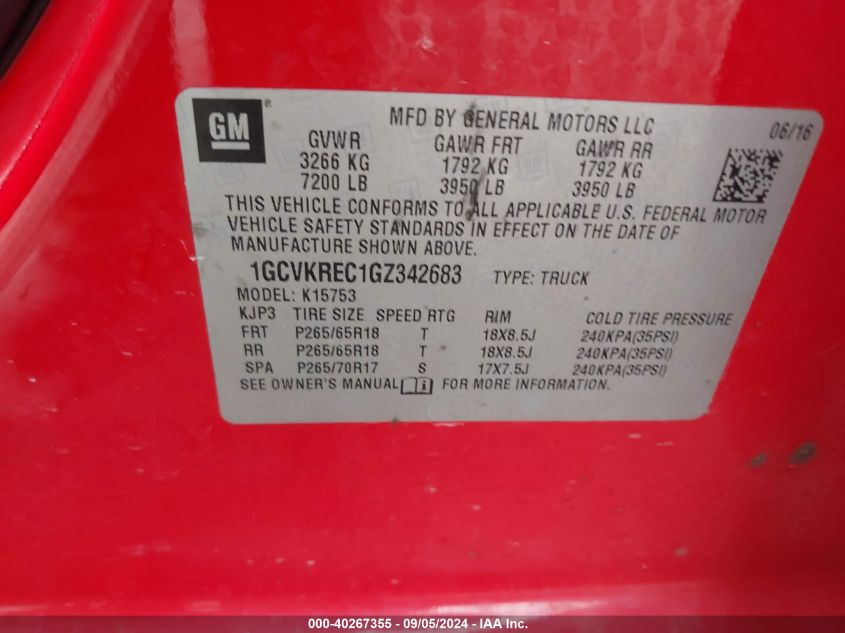 GM
MFD BY GENERAL MOTORS LLC
06/16
GVWR GAWR FRT GAWR RR
3266 KG 1792 KG 1792 KG
7200 LB 3950 LB 3950 LB
THIS VEHICLE CONFORMS TO ALL APPLICABLE U.S. FEDERAL MOTOR
VEHICLE SAFETY STANDARDS IN EFFECT ON THE DATE OF
MANUFACTURE SHOWN ABOVE.
1GCVKREC1GZ342683 TYPE: TRUCK
MODEL: K15753
KJP3 TIRE SIZE SPEED RTG RIM COLD TIRE PRESSURE
FRT P265/65R18 T 18X8.5J 240KPA(35PSI)
RR P265/65R18 T 18X8.5J 240KPA(35PSI)
SPA P265/70R17 S 17X7.5J 240KPA(35PSI)
SEE OWNER'S MANUAL i FOR MORE INFORMATION.
000-40267355 - 09/05/2024 - IAA Inc.